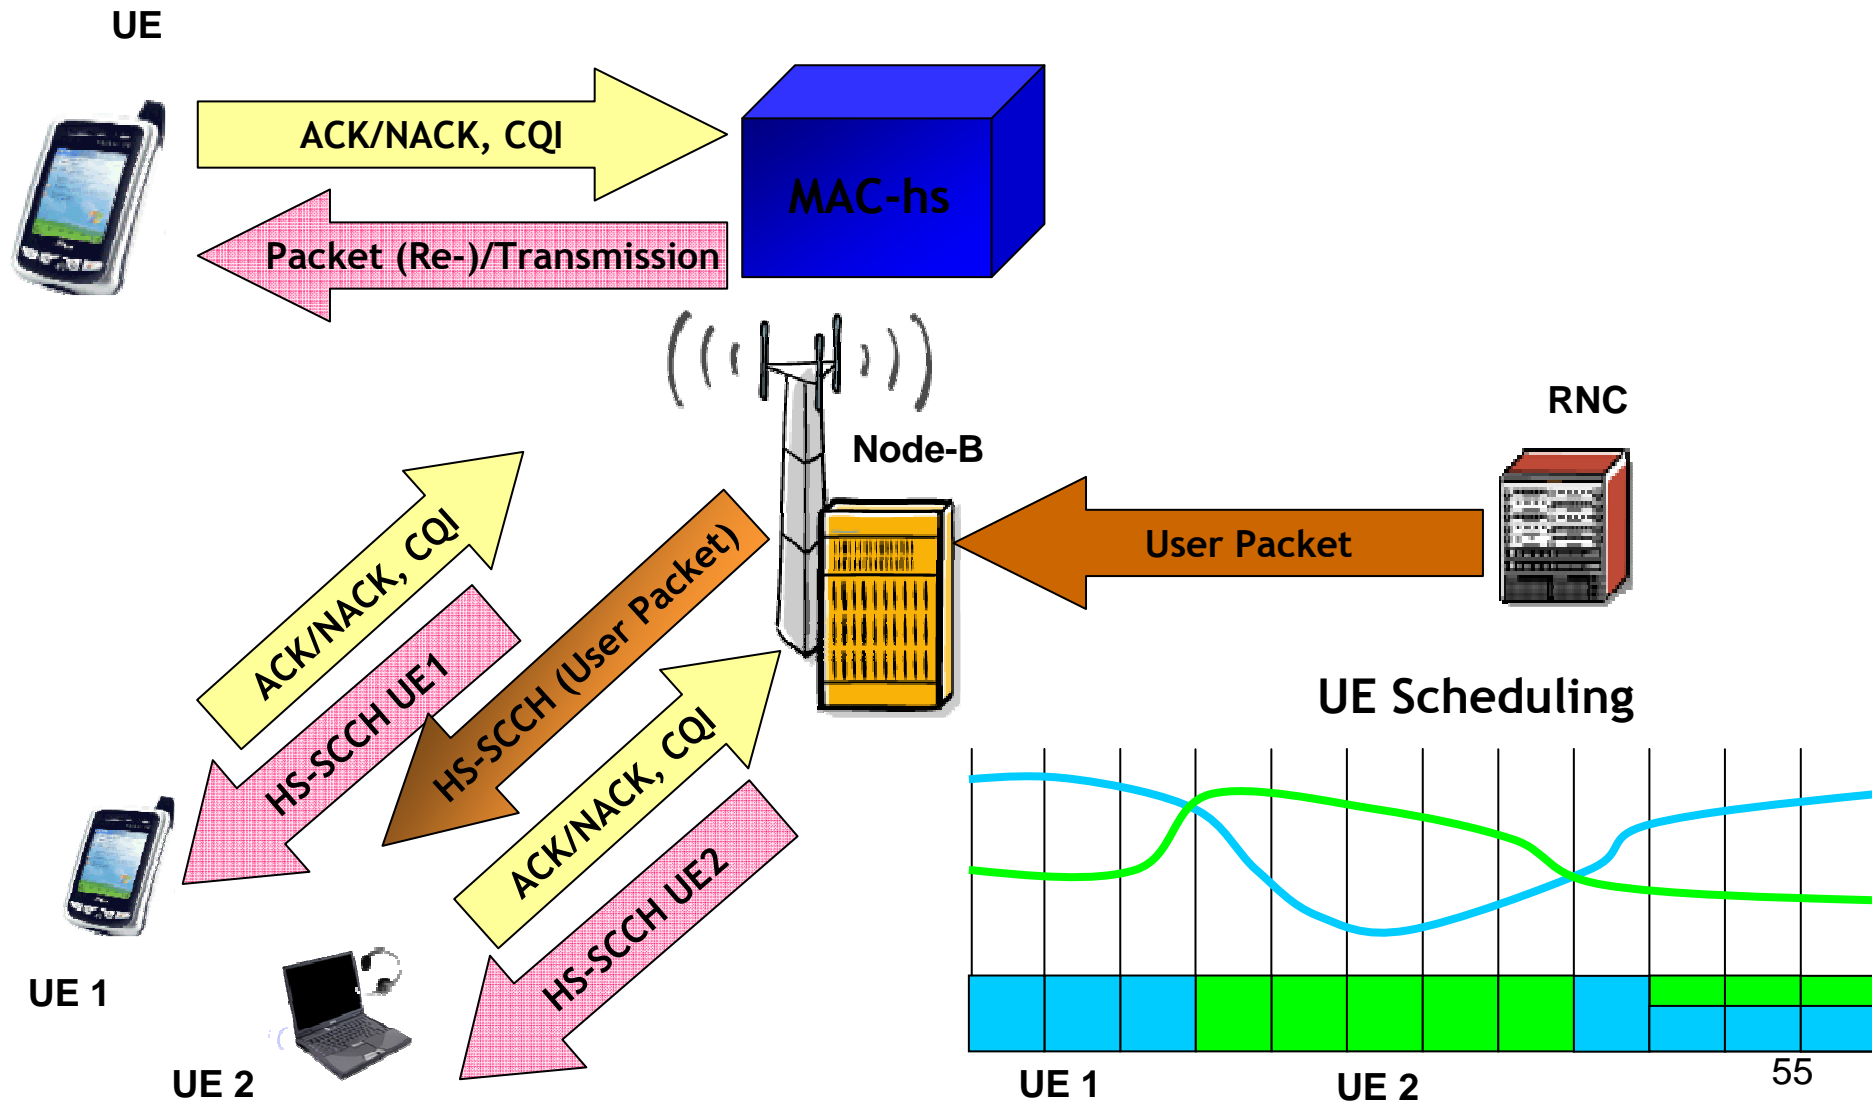 UE
ACK/NACK, CQI
MAC-hs
Packet (Re-)/Transmission
RNC
Node-B
User Packet
ACK/NACK, CQI
HS-SCCH UE1
HS-SCCH (User Packet)
ACK/NACK, CQI
HS-SCCH UE2
UE Scheduling
UE 1
UE 2
UE 1
UE 2
55